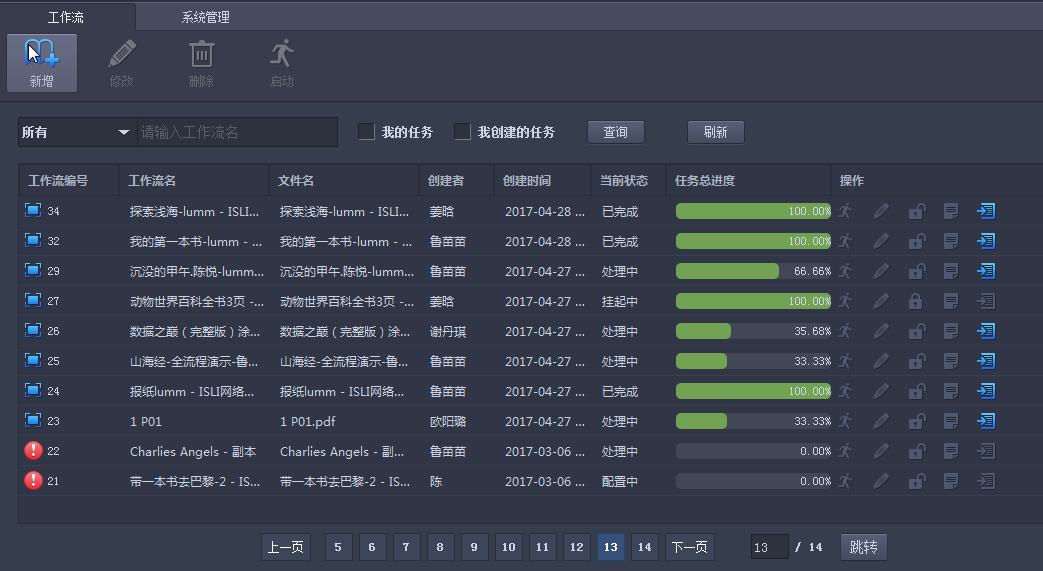 工作流 系统管理
新增 修改 删除 启动
所有 请输入工作流名 我的任务 我创建的任务 查询 刷新
工作流编号 工作流名 文件名 创建者 创建时间 当前状态 任务总进度 操作
34 探索浅海-lumm - ISLI... 探索浅海-lumm - ISLI... 姜晗 2017-04-28 ... 已完成 100.00%
32 我的第一本书-lumm - ... 我的第一本书-lumm - ... 鲁苗苗 2017-04-28 ... 已完成 100.00%
29 沉没的甲午.陈悦-lumm... 沉没的甲午.陈悦-lumm... 鲁苗苗 2017-04-27 ... 处理中 66.66%
27 动物世界百科全书3页 -... 动物世界百科全书3页 -... 姜晗 2017-04-27 ... 挂起中 100.00%
26 数据之巅（完整版）涂... 数据之巅（完整版）涂... 谢丹琪 2017-04-27 ... 处理中 35.68%
25 山海经-全流程演示-鲁... 山海经-全流程演示-鲁... 鲁苗苗 2017-04-27 ... 处理中 33.33%
24 报纸lumm - ISLI网络... 报纸lumm - ISLI网络... 鲁苗苗 2017-04-27 ... 已完成 100.00%
23 1 P01 1 P01.pdf 欧阳璐 2017-04-27 ... 处理中 33.33%
22 Charlies Angels - 副本 Charlies Angels - 副... 鲁苗苗 2017-03-06 ... 处理中 0.00%
21 带一本书去巴黎-2 - IS... 带一本书去巴黎-2 - IS... 陈 2017-03-06 ... 配置中 0.00%
上一页 5 6 7 8 9 10 11 12 13 14 下一页 13 / 14 跳转